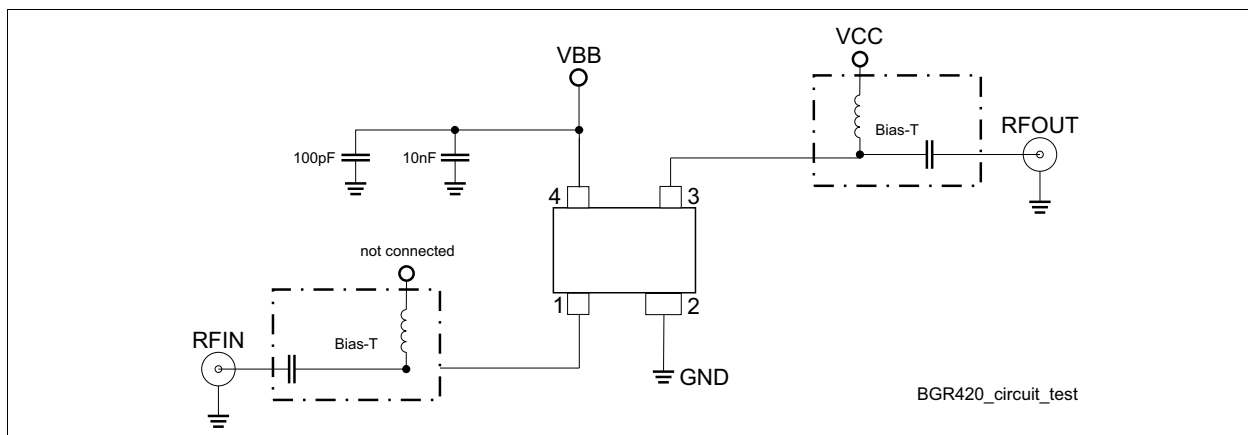 VBB
VCC
Bias-T
RFOUT
100pF
10nF
4
3
not connected
1
2
RFIN
Bias-T
GND
BGR420_circuit_test